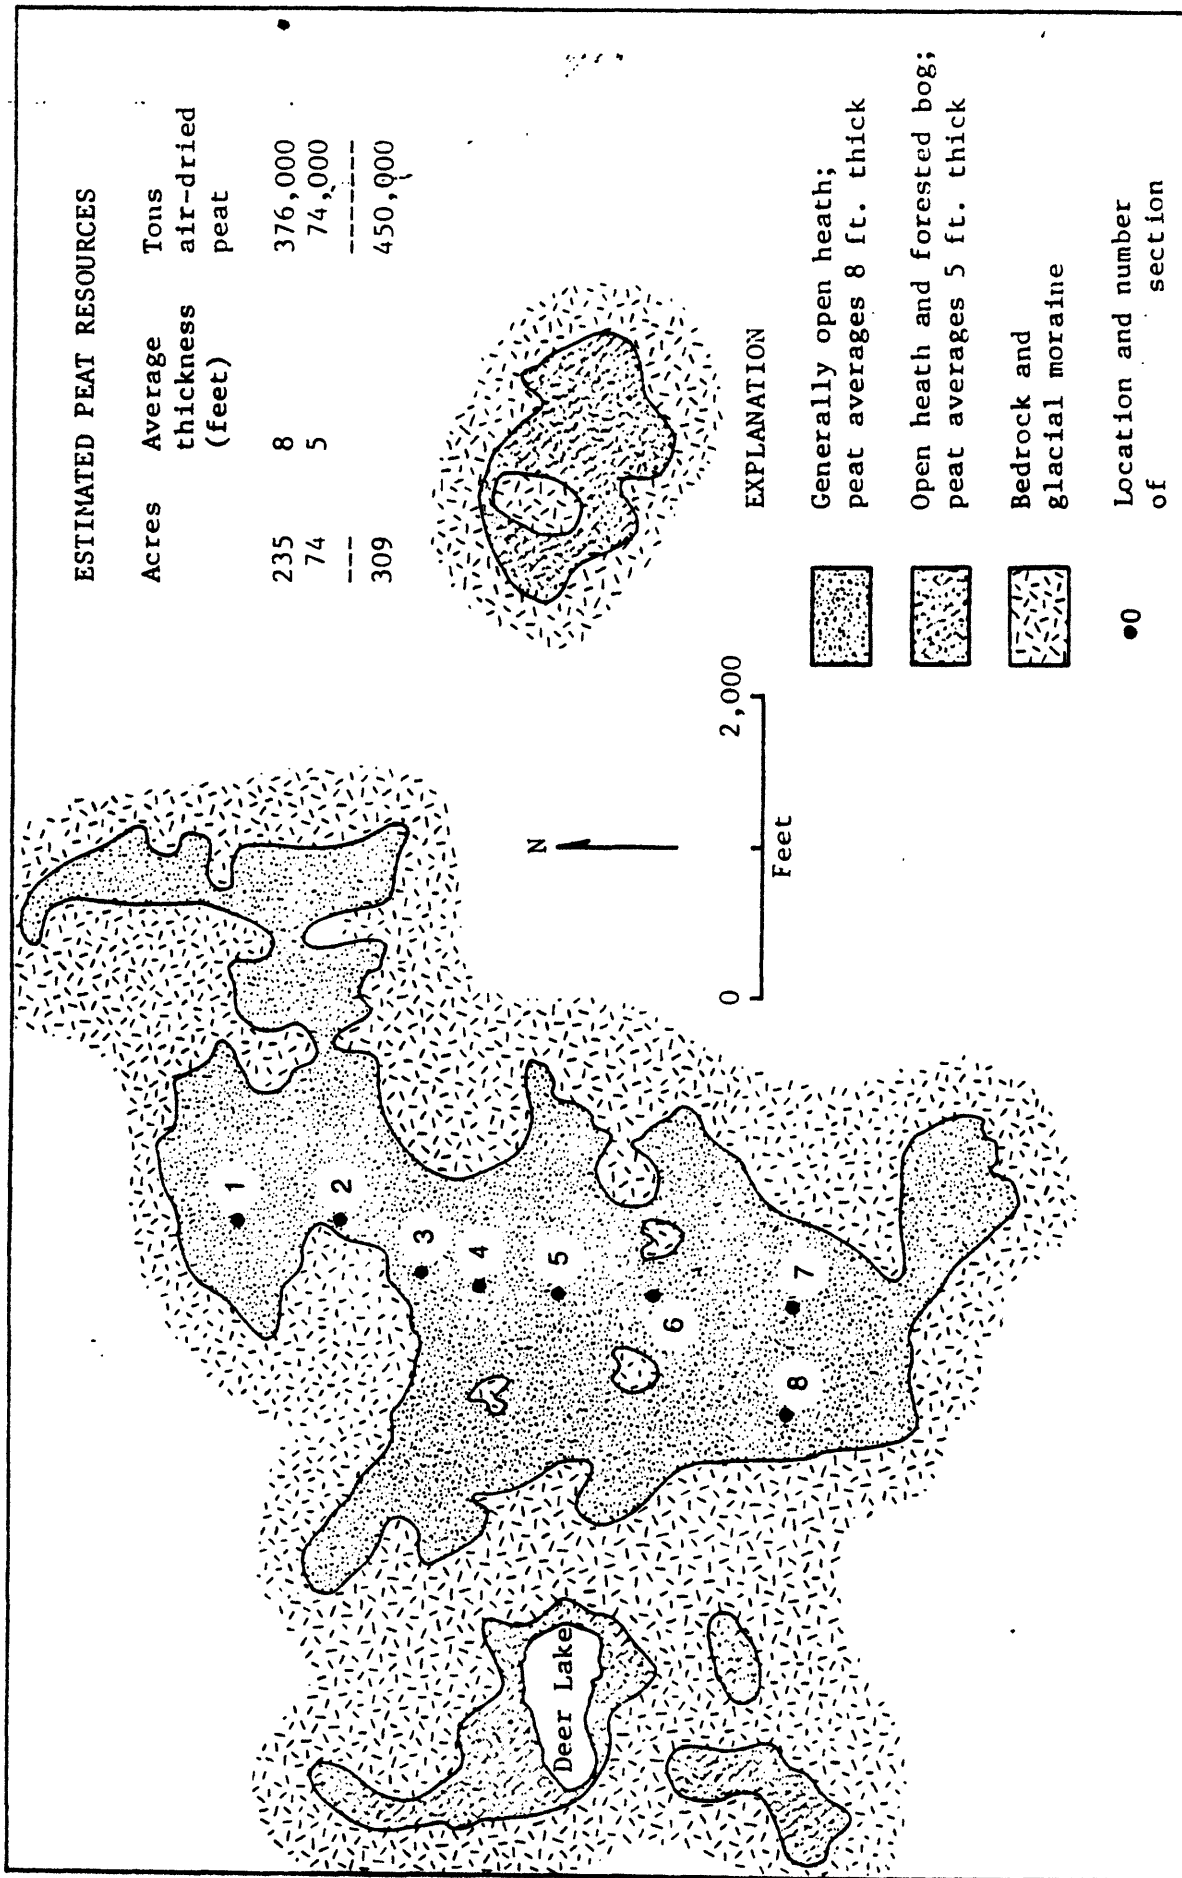 ESTIMATED PEAT RESOURCES
Acres Average Tons
thickness air-dried
(feet) peat
235 8 376,000
74 5 74,000
--- -------
309 450,000
1
2
3
4
5
6
7
8
Deer Lake
N
0 2,000
Feet
EXPLANATION
Generally open heath;
peat averages 8 ft. thick
Open heath and forested bog;
peat averages 5 ft. thick
Bedrock and
glacial moraine
●0 Location and number
of section